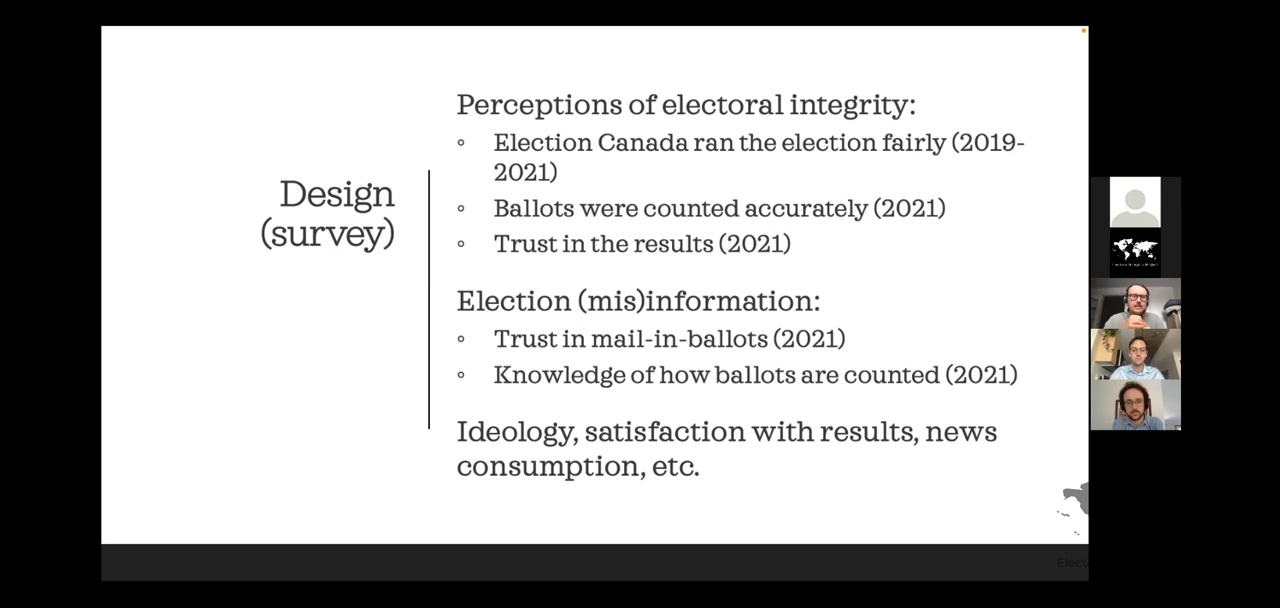 Design
(survey)
Perceptions of electoral integrity:
◦ Election Canada ran the election fairly (2019-
2021)
◦ Ballots were counted accurately (2021)
◦ Trust in the results (2021)
Election (mis)information:
◦ Trust in mail-in-ballots (2021)
◦ Knowledge of how ballots are counted (2021)
Ideology, satisfaction with results, news
consumption, etc.